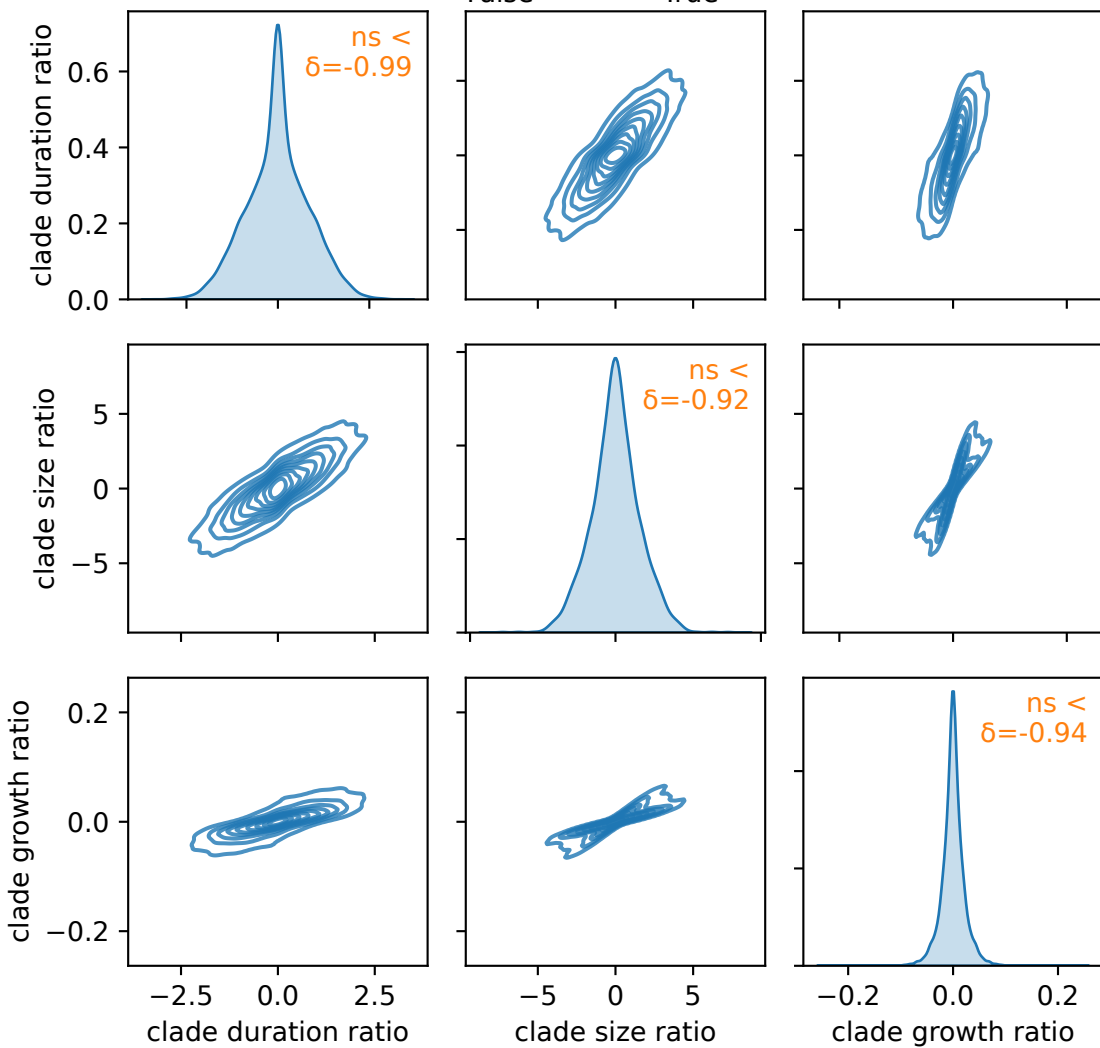 clade duration ratio
0.6
0.4
0.2
0.0
ns <
δ=-0.99
clade size ratio
5
0
−5
ns <
δ=-0.92
clade growth ratio
0.2
0.0
−0.2
ns <
δ=-0.94
−2.5 0.0 2.5
−5 0 5
−0.2 0.0 0.2
clade duration ratio
clade size ratio
clade growth ratio